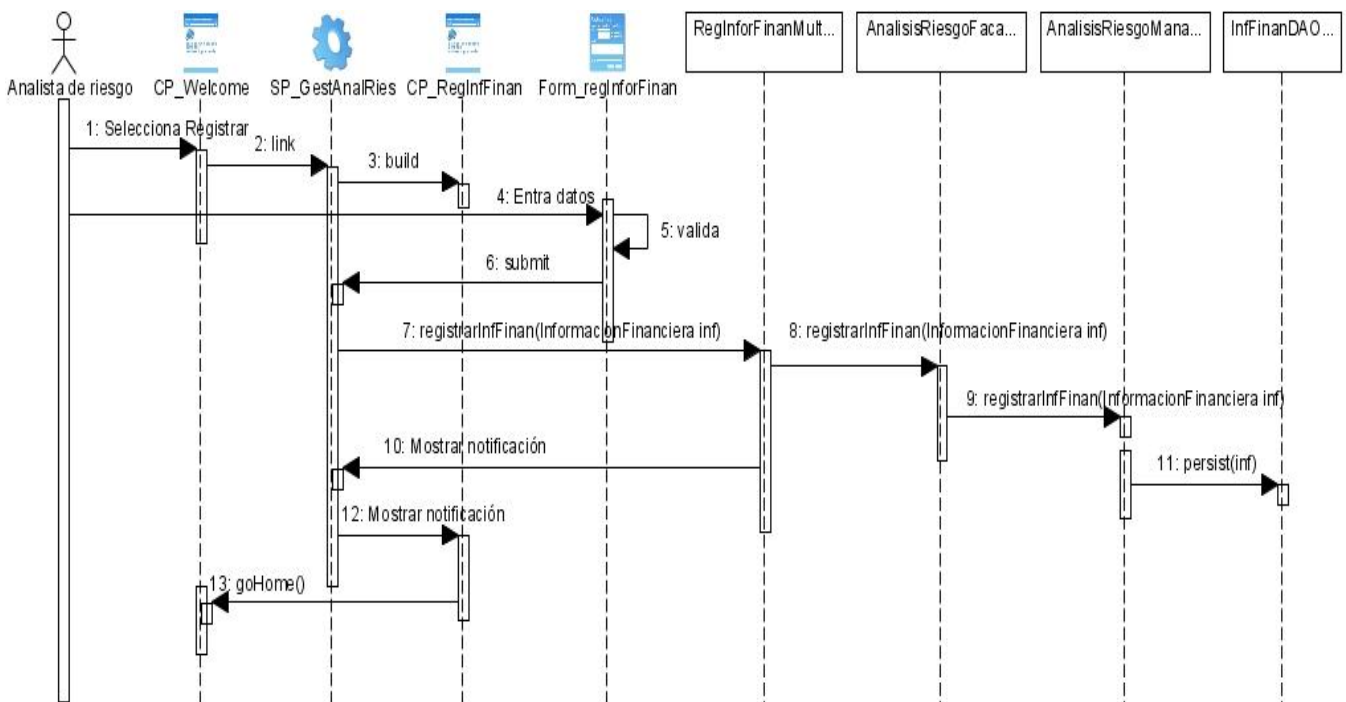 RegInforFinanMult...
AnalisisRiesgoFaca...
AnalisisRiesgoMana...
InfFinanDAO...
Analista de riesgo
CP_Welcome
SP_GestAnalRies
CP_RegInfFinan
Form_regInforFinan
1: Selecciona Registrar
2: link
3: build
4: Entra datos
5: valida
6: submit
7: registrarInfFinan(InformacionFinanciera inf)
8: registrarInfFinan(InformacionFinanciera inf)
9: registrarInfFinan(InformacionFinanciera inf)
10: Mostrar notificación
11: persist(inf)
12: Mostrar notificación
13: goHome()